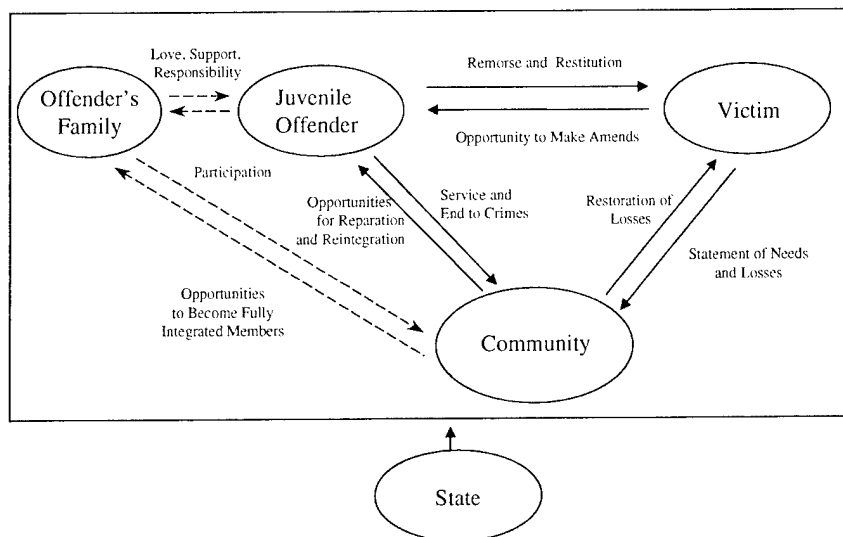 Love, Support,
Responsibility
Offender's
Family
Juvenile
Offender
Remorse and Restitution
Opportunity to Make Amends
Victim
Participation
Opportunities
for Reparation
and Reintegration
Service and
End to Crimes
Restoration of
Losses
Statement of Needs
and Losses
Opportunities
to Become Fully
Integrated Members
Community
State